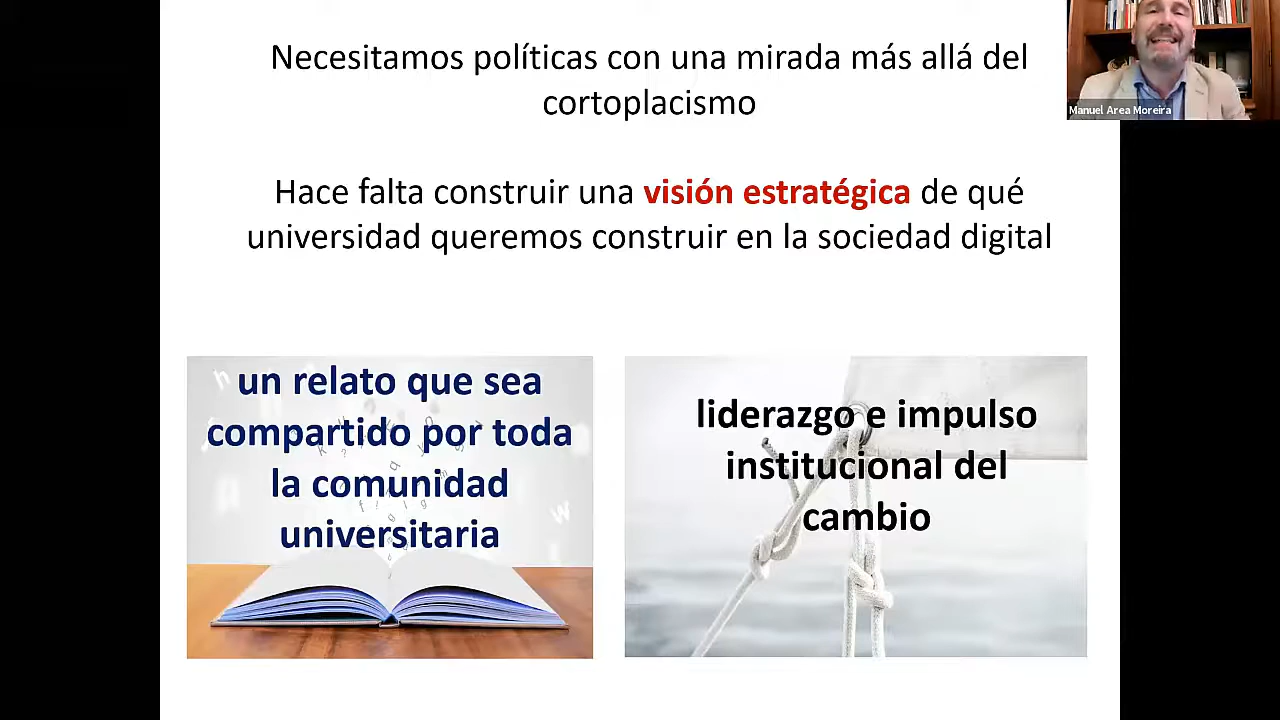 Necesitamos políticas con una mirada más allá del
cortoplacismo
Manuel Area Moreira
Hace falta construir una visión estratégica de qué
universidad queremos construir en la sociedad digital
un relato que sea
compartido por toda
la comunidad
universitaria
liderazgo e impulso
institucional del
cambio